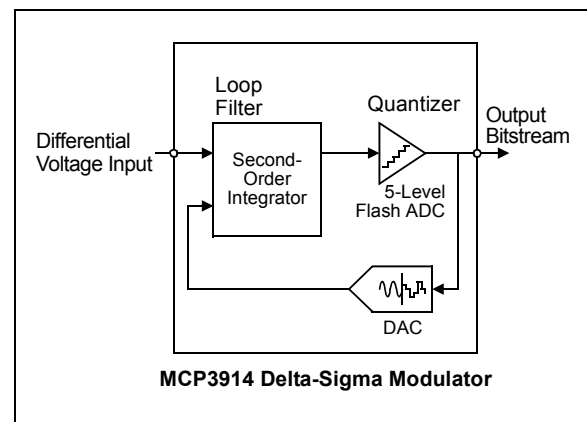 Loop
Filter
Quantizer
Output
Bitstream
Differential
Voltage Input
Second-
Order
Integrator
5-Level
Flash ADC
DAC
MCP3914 Delta-Sigma Modulator